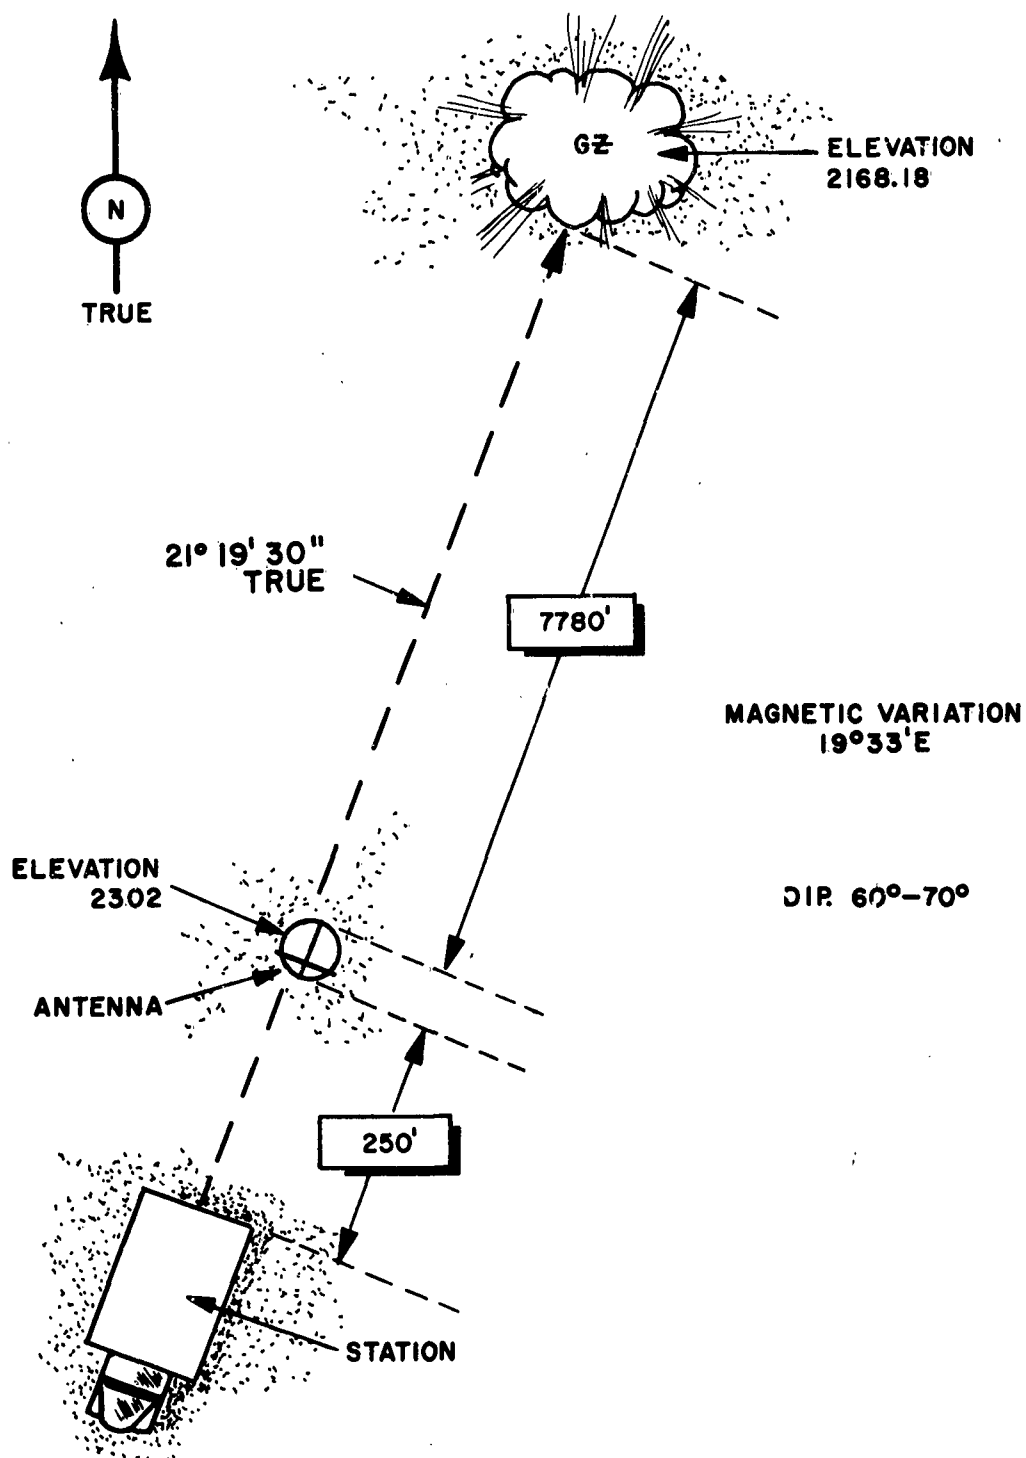 GZ
ELEVATION
2168.18
N
TRUE
21° 19' 30"
TRUE
7780'
MAGNETIC VARIATION
19°33'E
ELEVATION
2302
DIP. 60°–70°
ANTENNA
250'
STATION